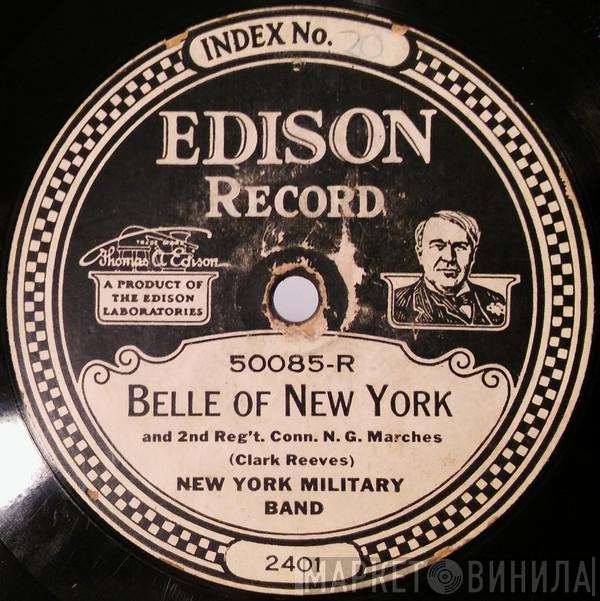 INDEX No. 20
EDISON
RECORD
TRADE MARK
Thomas A Edison
A PRODUCT OF
THE EDISON
LABORATORIES
50085-R
BELLE OF NEW YORK
and 2nd Reg't. Conn. N. G. Marches
(Clark Reeves)
NEW YORK MILITARY
BAND
2401
МАРКЕТ ВИНИЛА